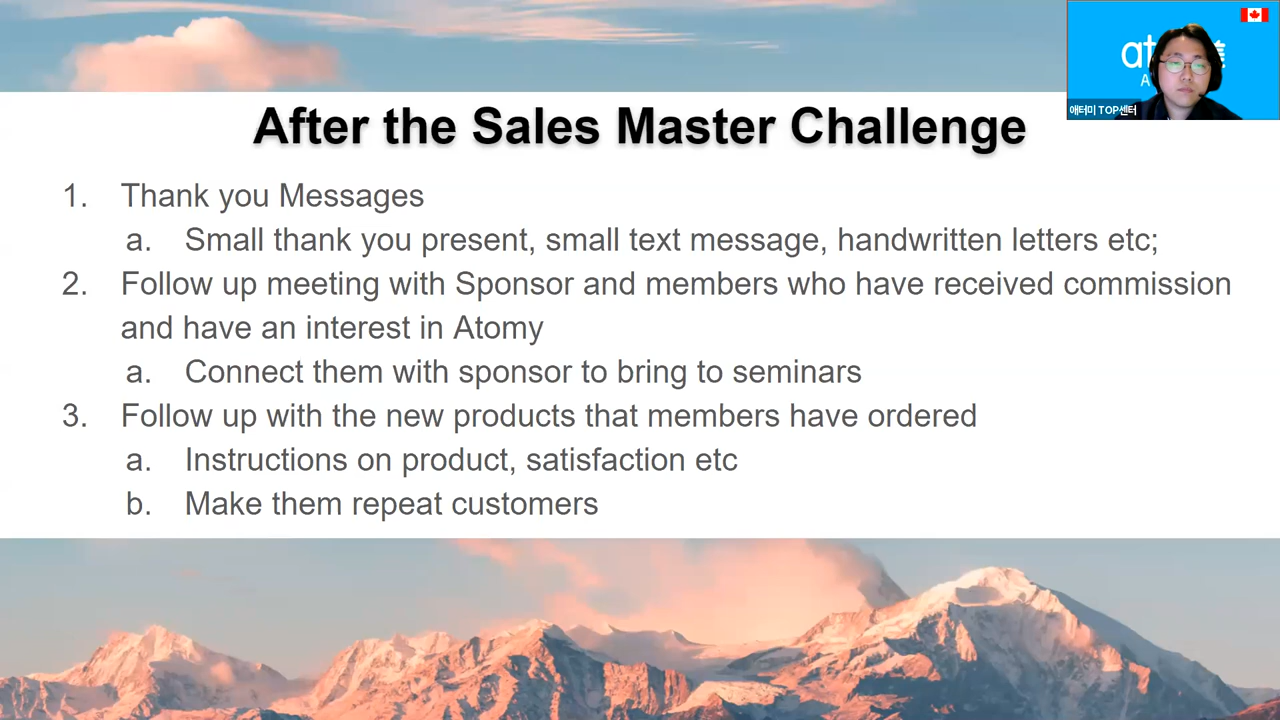 After the Sales Master Challenge
1. Thank you Messages
a. Small thank you present, small text message, handwritten letters etc;
2. Follow up meeting with Sponsor and members who have received commission
and have an interest in Atomy
a. Connect them with sponsor to bring to seminars
3. Follow up with the new products that members have ordered
a. Instructions on product, satisfaction etc
b. Make them repeat customers
애터미 TOP센터